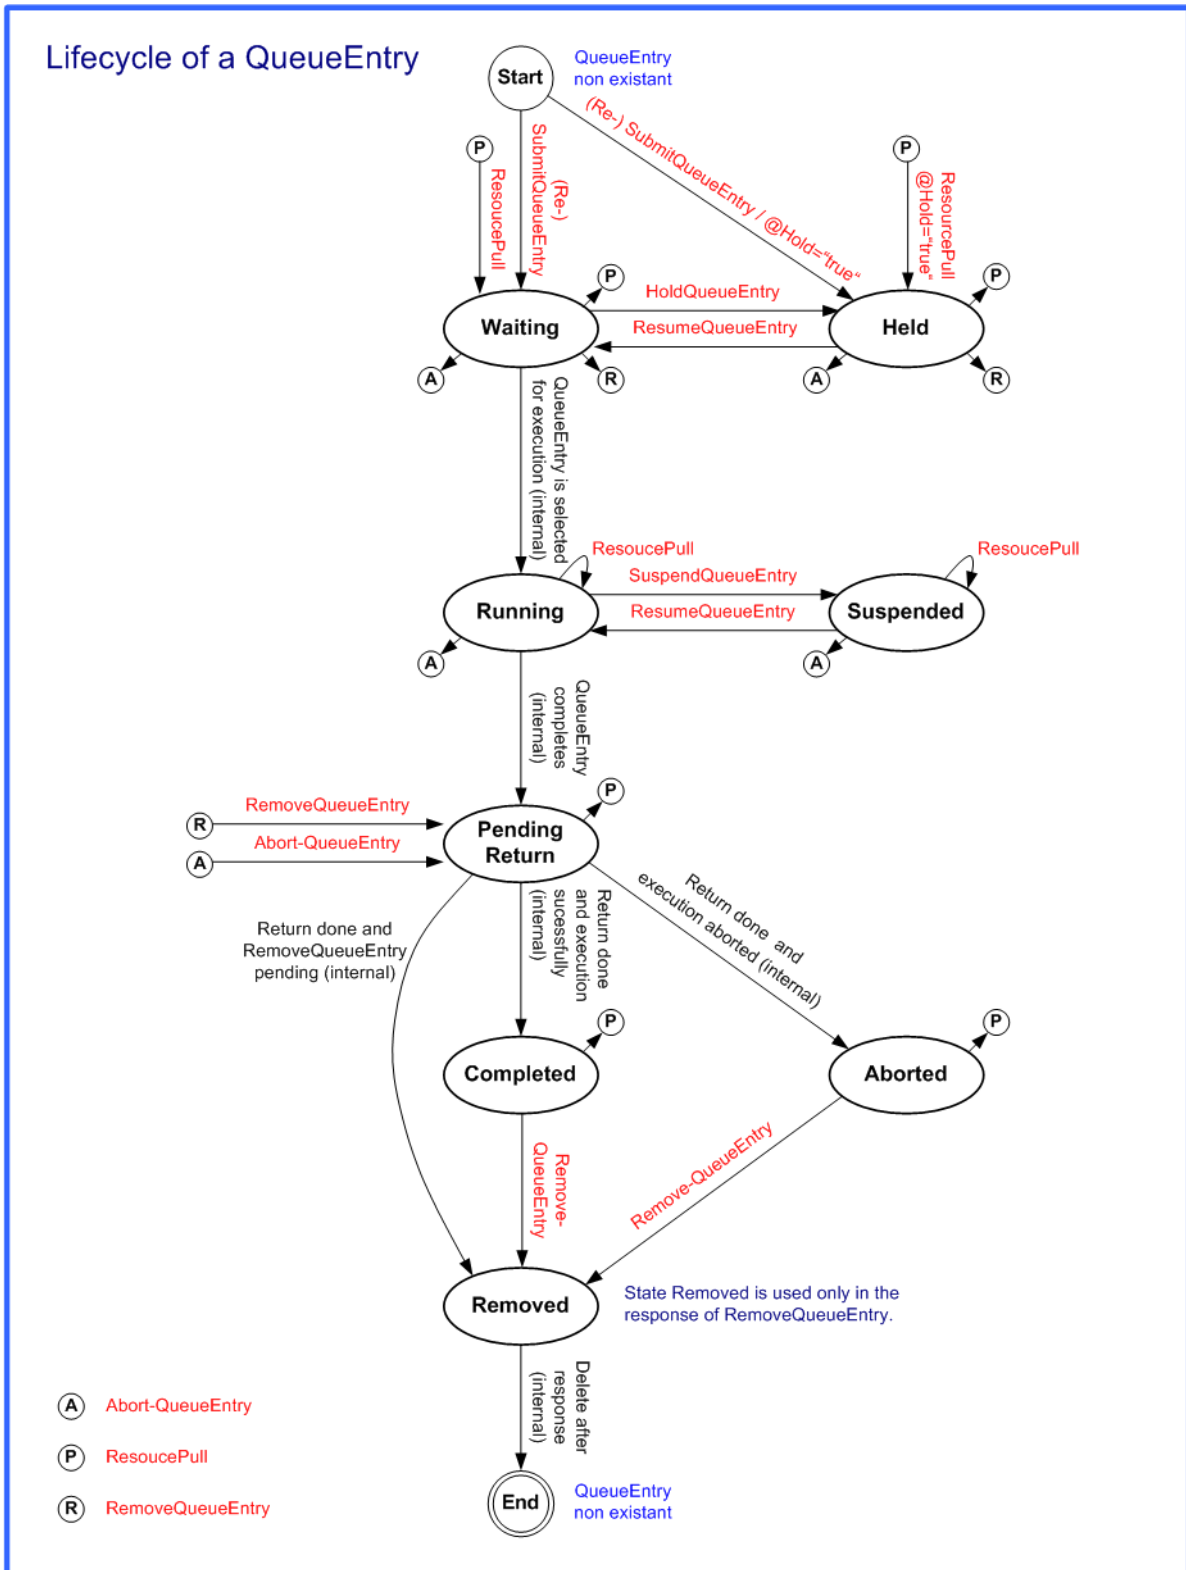 Lifecycle of a QueueEntry
Start
QueueEntry
non existant
(Re-)
SubmitQueueEntry
(Re-) SubmitQueueEntry / @Hold="true"
P
ResoucePull
P
ResourcePull
@Hold="true"
P
P
Waiting
HoldQueueEntry
ResumeQueueEntry
Held
A
R
A
R
QueueEntry is selected
for execution (internal)
ResoucePull
ResoucePull
Running
SuspendQueueEntry
ResumeQueueEntry
Suspended
A
A
QueueEntry
completes
(internal)
P
R
RemoveQueueEntry
A
Abort-QueueEntry
Pending
Return
Return done and
RemoveQueueEntry
pending (internal)
Return done
and execution
sucessfully
(internal)
Return done  and
execution aborted (internal)
P
P
Completed
Aborted
Remove-
QueueEntry
Remove-QueueEntry
Removed
State Removed is used only in the
response of RemoveQueueEntry.
Delete after
response
(internal)
A
Abort-QueueEntry
P
ResoucePull
R
RemoveQueueEntry
End
QueueEntry
non existant